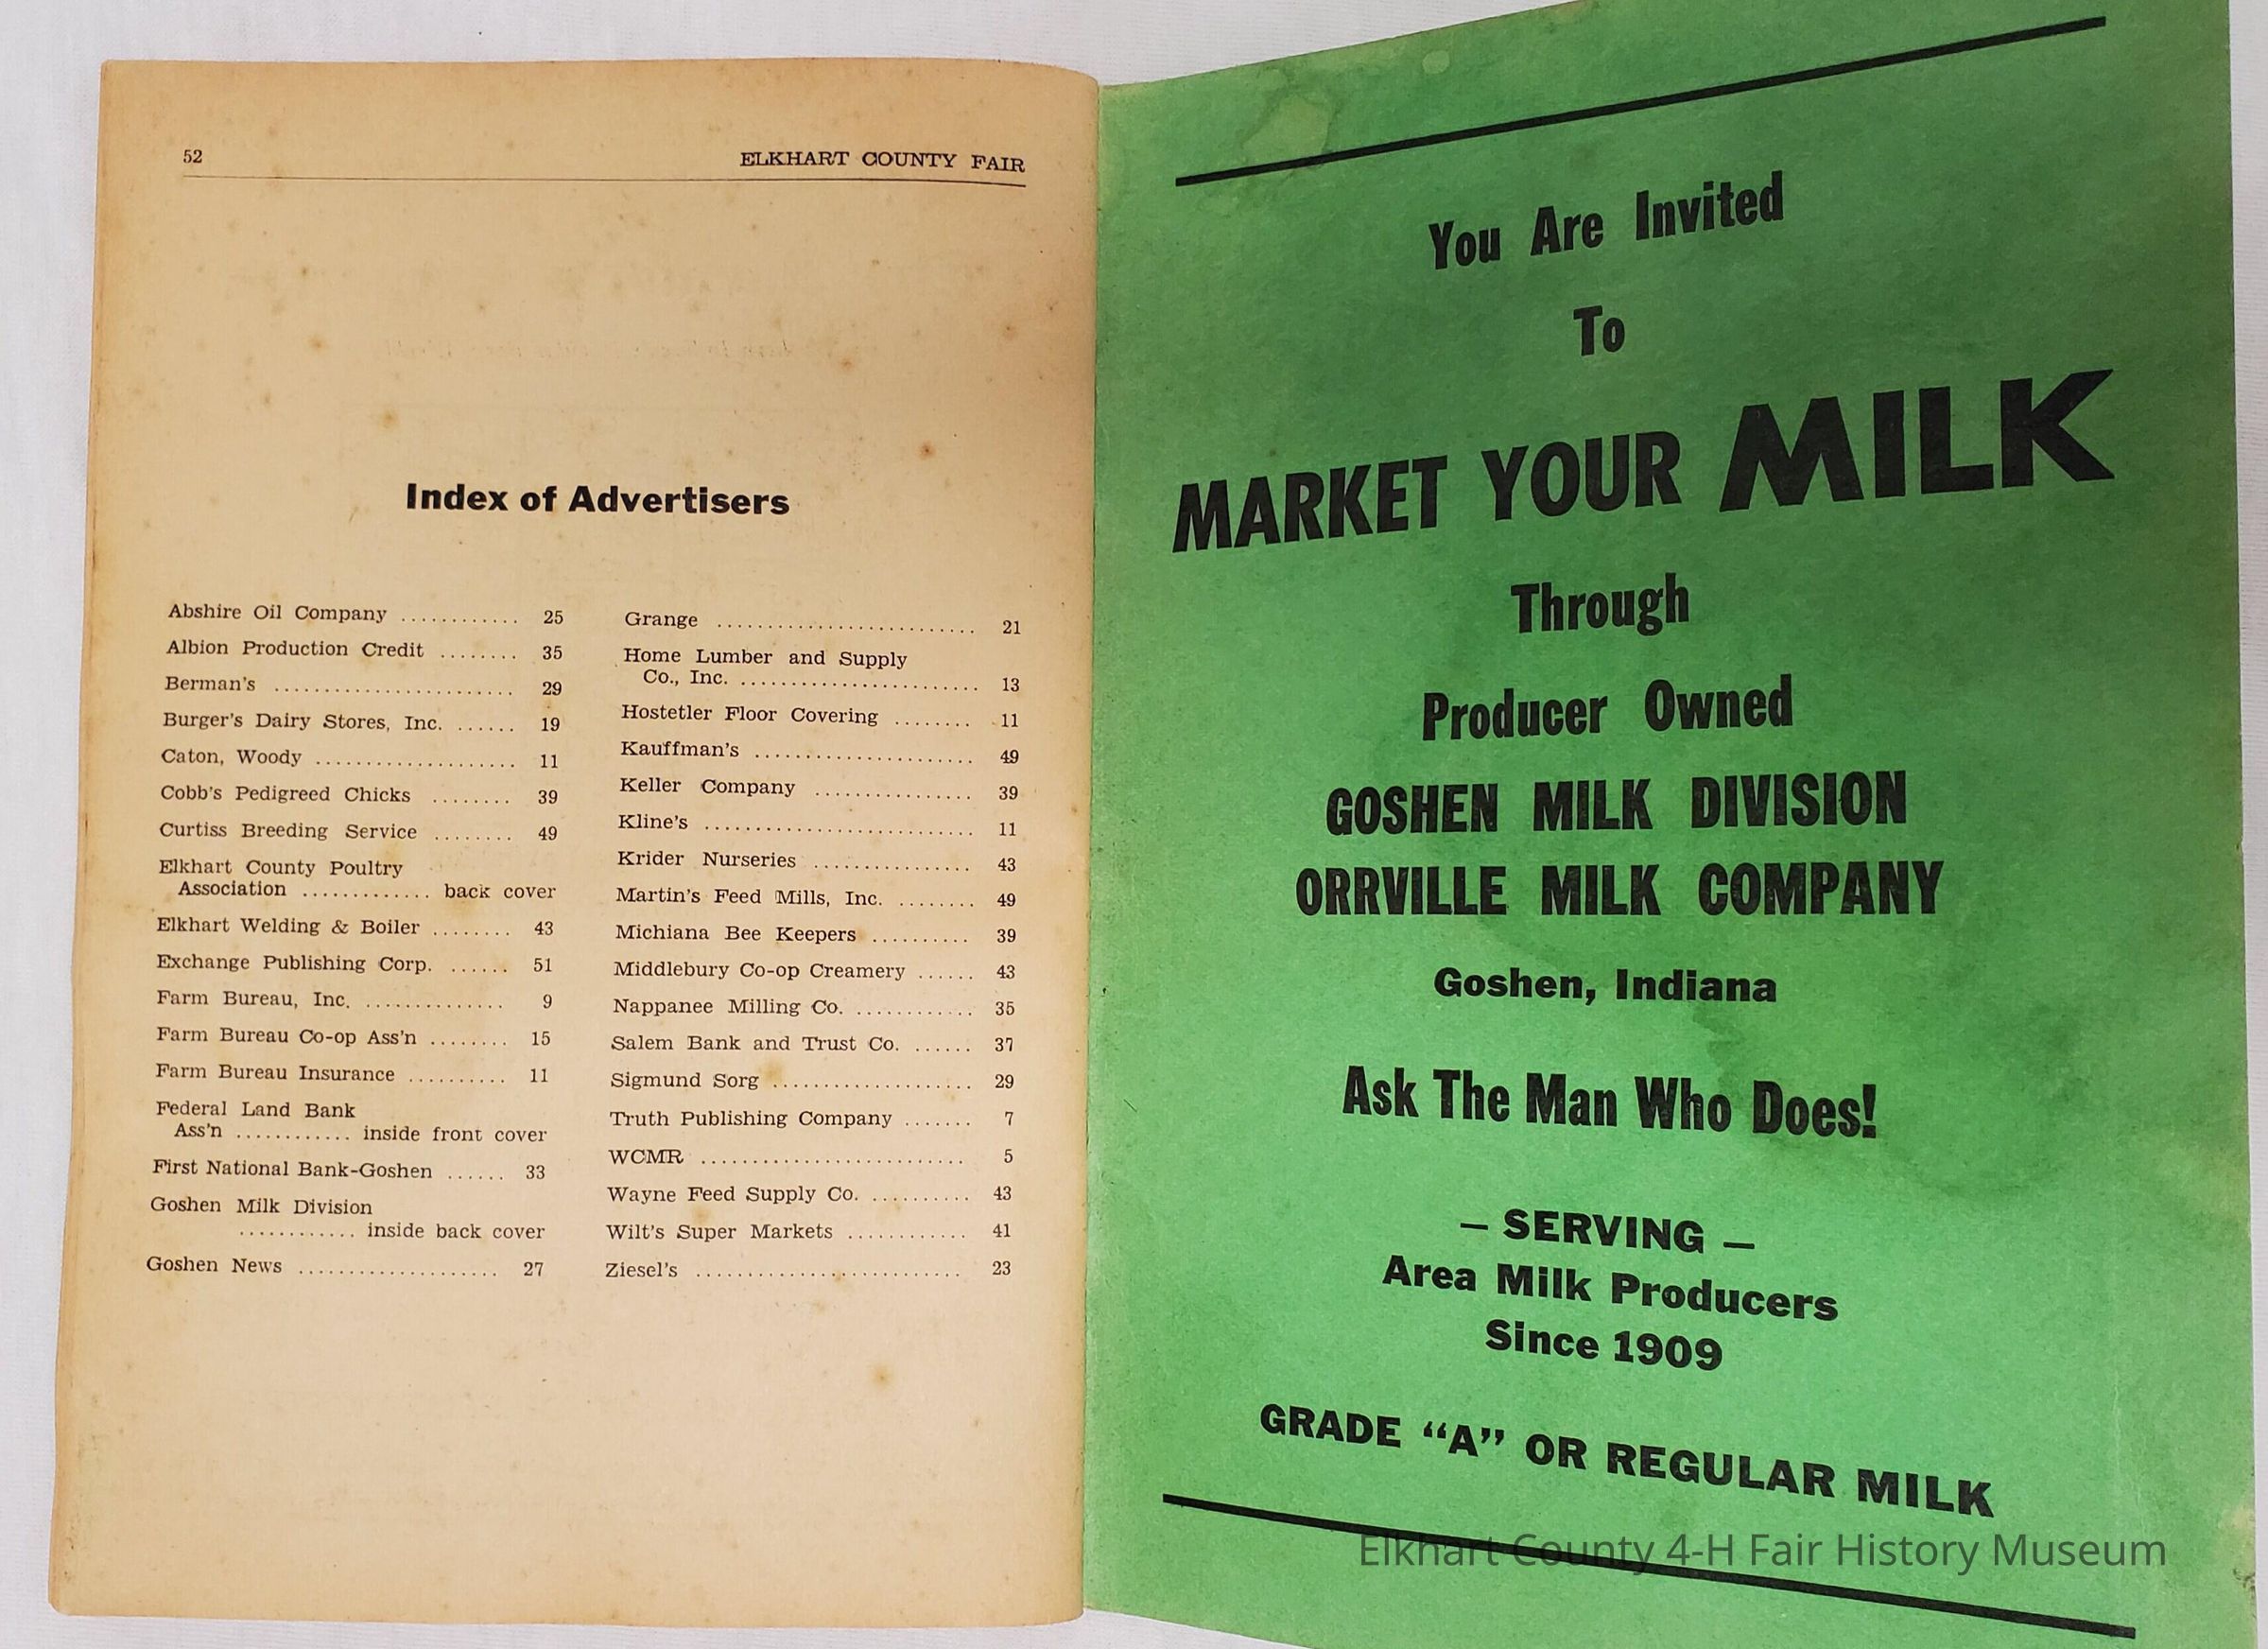 52 ELKHART COUNTY FAIR
Index of Advertisers
Abshire Oil Company ............ 25
Albion Production Credit ........ 35
Berman's ........................ 29
Burger's Dairy Stores, Inc. ...... 19
Caton, Woody .................... 11
Cobb's Pedigreed Chicks ........ 39
Curtiss Breeding Service ........ 49
Elkhart County Poultry
Association ............. back cover
Elkhart Welding & Boiler ........ 43
Exchange Publishing Corp. ...... 51
Farm Bureau, Inc. .............. 9
Farm Bureau Co-op Ass'n ........ 15
Farm Bureau Insurance .......... 11
Federal Land Bank
Ass'n ............ inside front cover
First National Bank-Goshen ...... 33
Goshen Milk Division
............ inside back cover
Goshen News .................... 27
Grange .......................... 21
Home Lumber and Supply
Co., Inc. ........................ 13
Hostetler Floor Covering ........ 11
Kauffman's ...................... 49
Keller Company ................ 39
Kline's .......................... 11
Krider Nurseries ................ 43
Martin's Feed Mills, Inc. ........ 49
Michiana Bee Keepers .......... 39
Middlebury Co-op Creamery ...... 43
Nappanee Milling Co. ............ 35
Salem Bank and Trust Co. ...... 37
Sigmund Sorg .................... 29
Truth Publishing Company ....... 7
WCMR .......................... 5
Wayne Feed Supply Co. .......... 43
Wilt's Super Markets ............ 41
Ziesel's .......................... 23
You Are Invited
To
MARKET YOUR MILK
Through
Producer Owned
GOSHEN MILK DIVISION
ORRVILLE MILK COMPANY
Goshen, Indiana
Ask The Man Who Does!
— SERVING —
Area Milk Producers
Since 1909
GRADE "A" OR REGULAR MILK
Elkhart County 4-H Fair History Museum